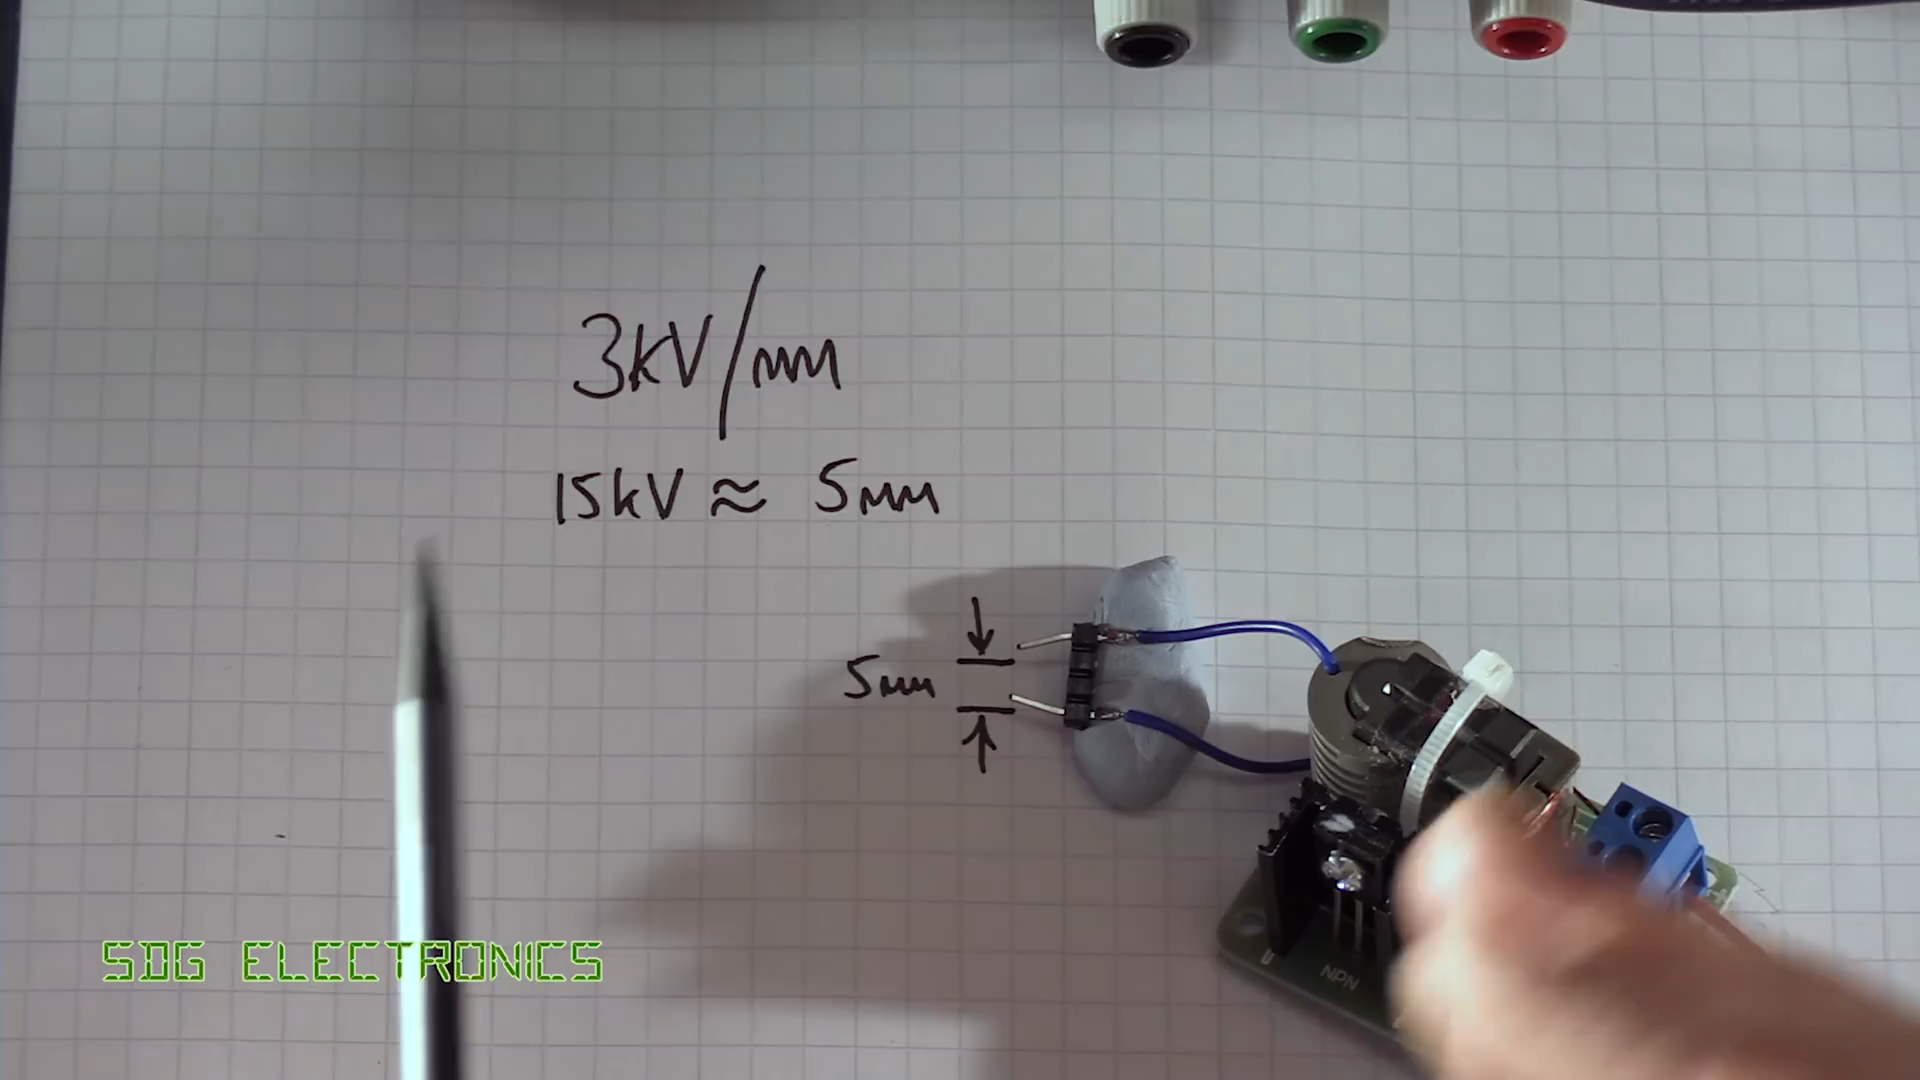 3kV/mm
15kV ≈ 5mm
5mm
NPN
SDG ELECTRONICS